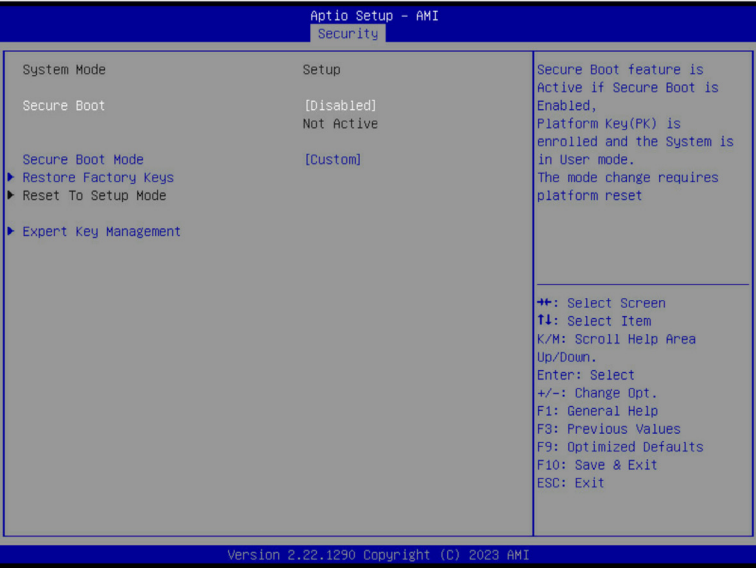 Aptio Setup – AMI
Security
System Mode Setup
Secure Boot [Disabled]
Not Active
Secure Boot Mode [Custom]
Restore Factory Keys
Reset To Setup Mode
Expert Key Management
Secure Boot feature is
Active if Secure Boot is
Enabled,
Platform Key(PK) is
enrolled and the System is
in User mode.
The mode change requires
platform reset
→←: Select Screen
↑↓: Select Item
K/M: Scroll Help Area
Up/Down.
Enter: Select
+/-: Change Opt.
F1: General Help
F3: Previous Values
F9: Optimized Defaults
F10: Save & Exit
ESC: Exit
Version 2.22.1290 Copyright (C) 2023 AMI